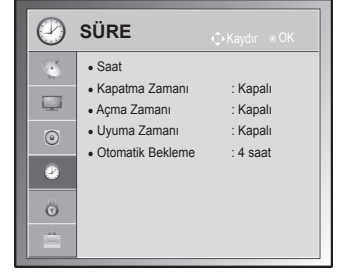 SÜRE Kaydır OK
• Saat
• Kapatma Zamanı : Kapalı
• Açma Zamanı : Kapalı
• Uyuma Zamanı : Kapalı
• Otomatik Bekleme : 4 saat